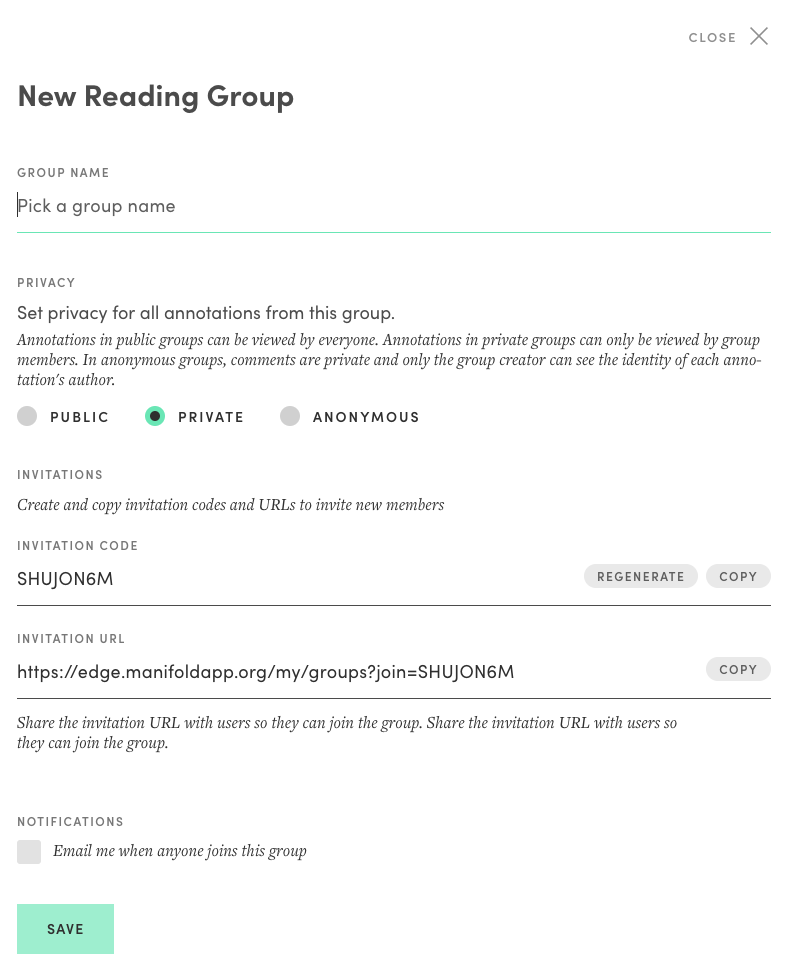 CLOSE
New Reading Group
GROUP NAME
Pick a group name
PRIVACY
Set privacy for all annotations from this group.
Annotations in public groups can be viewed by everyone. Annotations in private groups can only be viewed by group
members. In anonymous groups, comments are private and only the group creator can see the identity of each anno-
tation's author.
PUBLIC PRIVATE ANONYMOUS
INVITATIONS
Create and copy invitation codes and URLs to invite new members
INVITATION CODE
SHUJON6M REGENERATE COPY
INVITATION URL
https://edge.manifoldapp.org/my/groups?join=SHUJON6M COPY
Share the invitation URL with users so they can join the group. Share the invitation URL with users so
they can join the group.
NOTIFICATIONS
Email me when anyone joins this group
SAVE